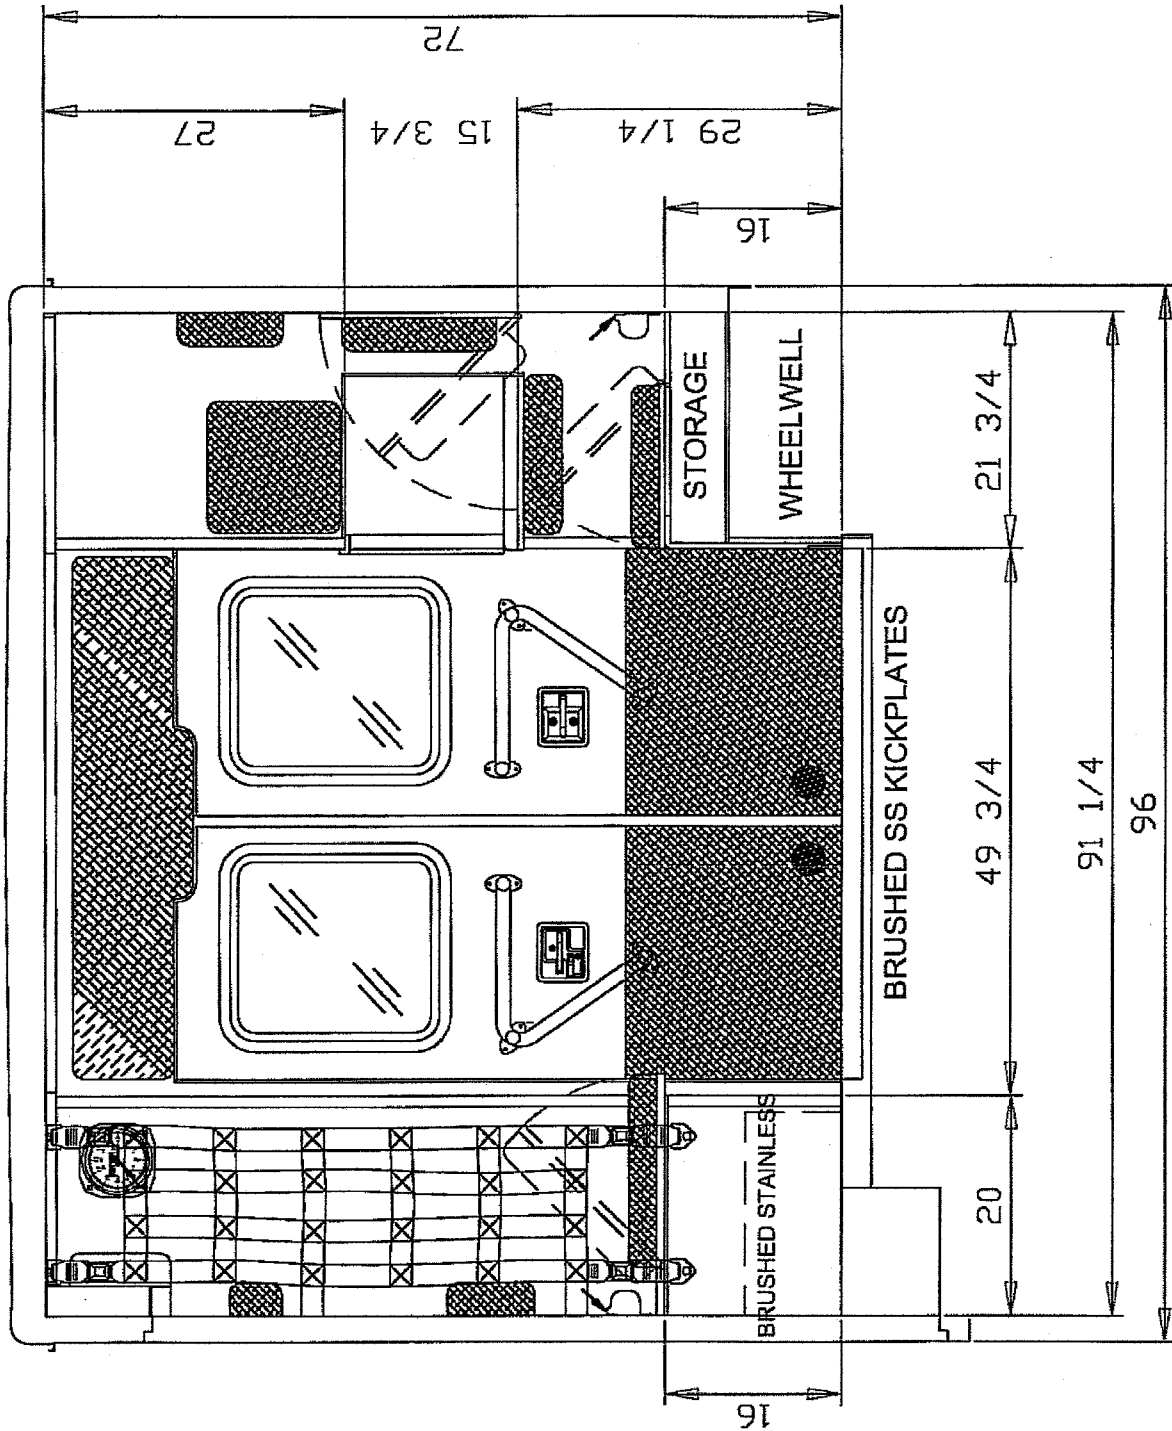 72
27
15 3/4
29 1/4
16
STORAGE
WHEELWELL
21 3/4
BRUSHED SS KICKPLATES
49 3/4
91 1/4
96
BRUSHED STAINLESS
20
16